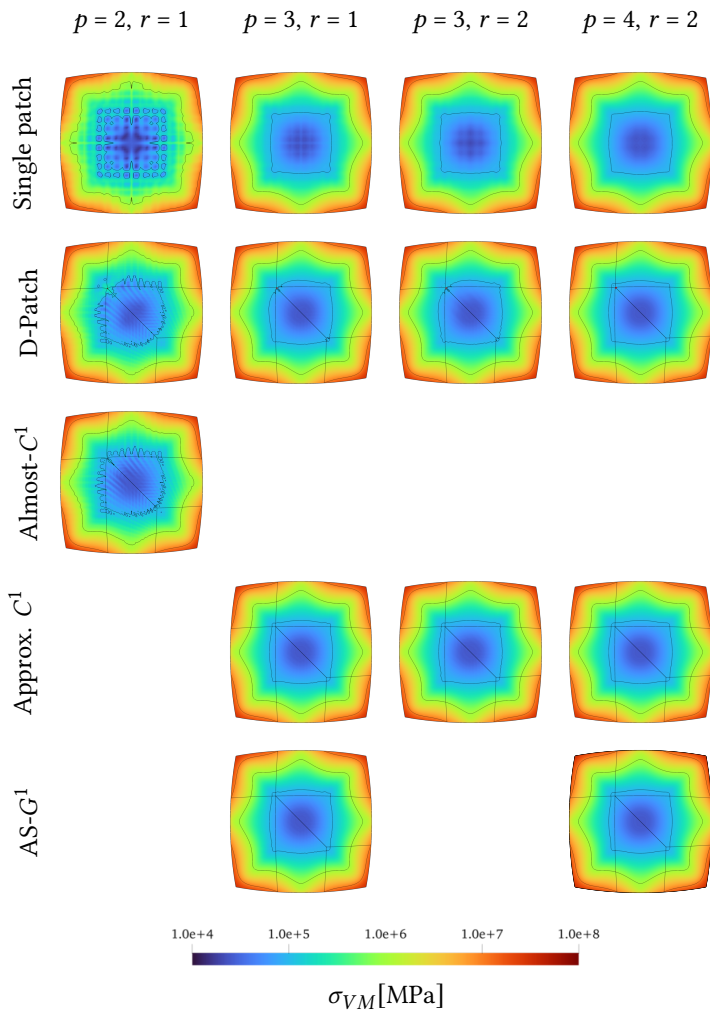 p = 2, r = 1 p = 3, r = 1 p = 3, r = 2 p = 4, r = 2
Single patch
D-Patch
Almost-C¹
Approx. C¹
AS-G¹
1.0e+4 1.0e+5 1.0e+6 1.0e+7 1.0e+8
σ_VM[MPa]